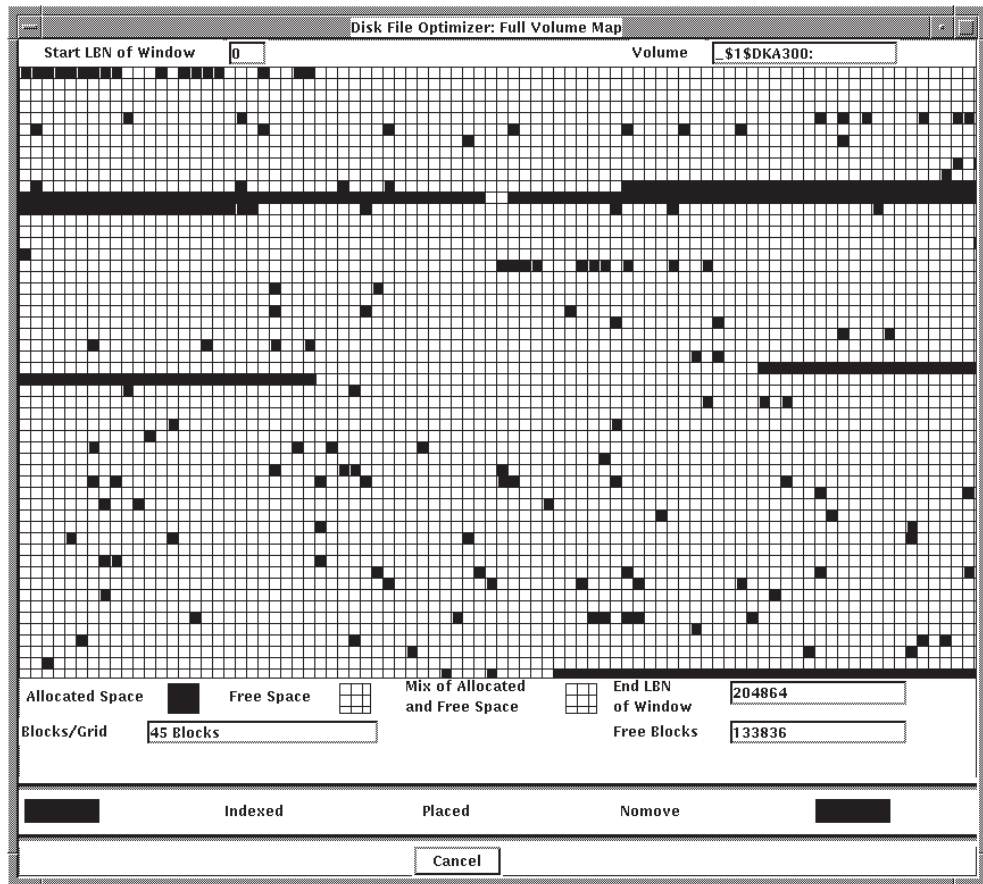 Disk File Optimizer: Full Volume Map
Start LBN of Window 0 Volume _$1$DKA300:
Allocated Space Free Space Mix of Allocated and Free Space End LBN of Window 204864
Blocks/Grid 45 Blocks Free Blocks 133836
Indexed Placed Nomove
Cancel